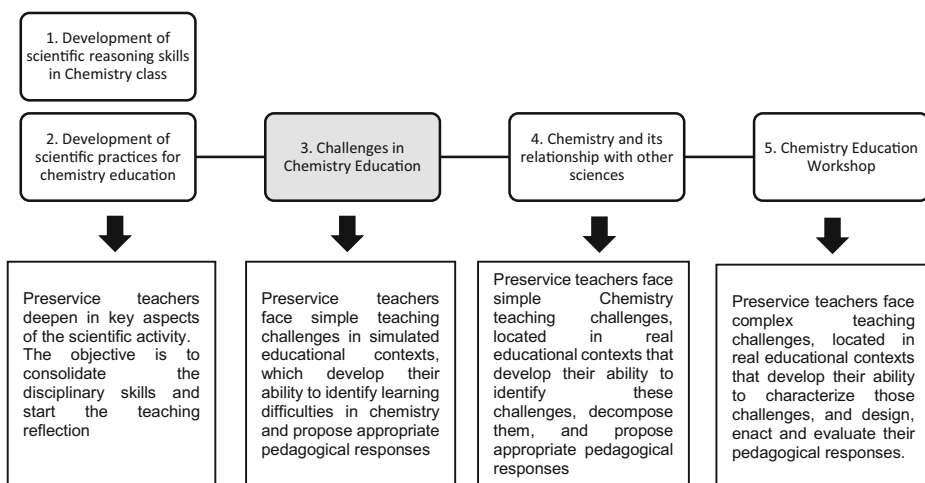 1. Development of
scientific reasoning skills
in Chemistry class
2. Development of
scientific practices for
chemistry education
3. Challenges in
Chemistry Education
4. Chemistry and its
relationship with other
sciences
5. Chemistry Education
Workshop
Preservice teachers
deepen in key aspects
of the scientific activity.
The objective is to
consolidate the
disciplinary skills and
start the teaching
reflection
Preservice teachers
face simple teaching
challenges in simulated
educational contexts,
which develop their
ability to identify learning
difficulties in chemistry
and propose appropriate
pedagogical responses
Preservice teachers face
simple Chemistry
teaching challenges,
located in real
educational contexts that
develop their ability to
identify these
challenges, decompose
them, and propose
appropriate pedagogical
responses
Preservice teachers face
complex teaching
challenges, located in
real educational contexts
that develop their ability
to characterize those
challenges, and design,
enact and evaluate their
pedagogical responses.